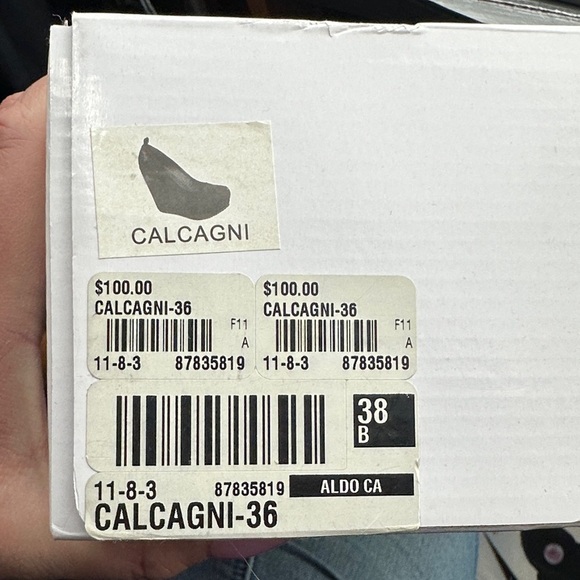 CALCAGNI
$100.00
CALCAGNI-36
F11
A
11-8-3 87835819
$100.00
CALCAGNI-36
F11
A
11-8-3 87835819
38
B
11-8-3 87835819 ALDO CA
CALCAGNI-36